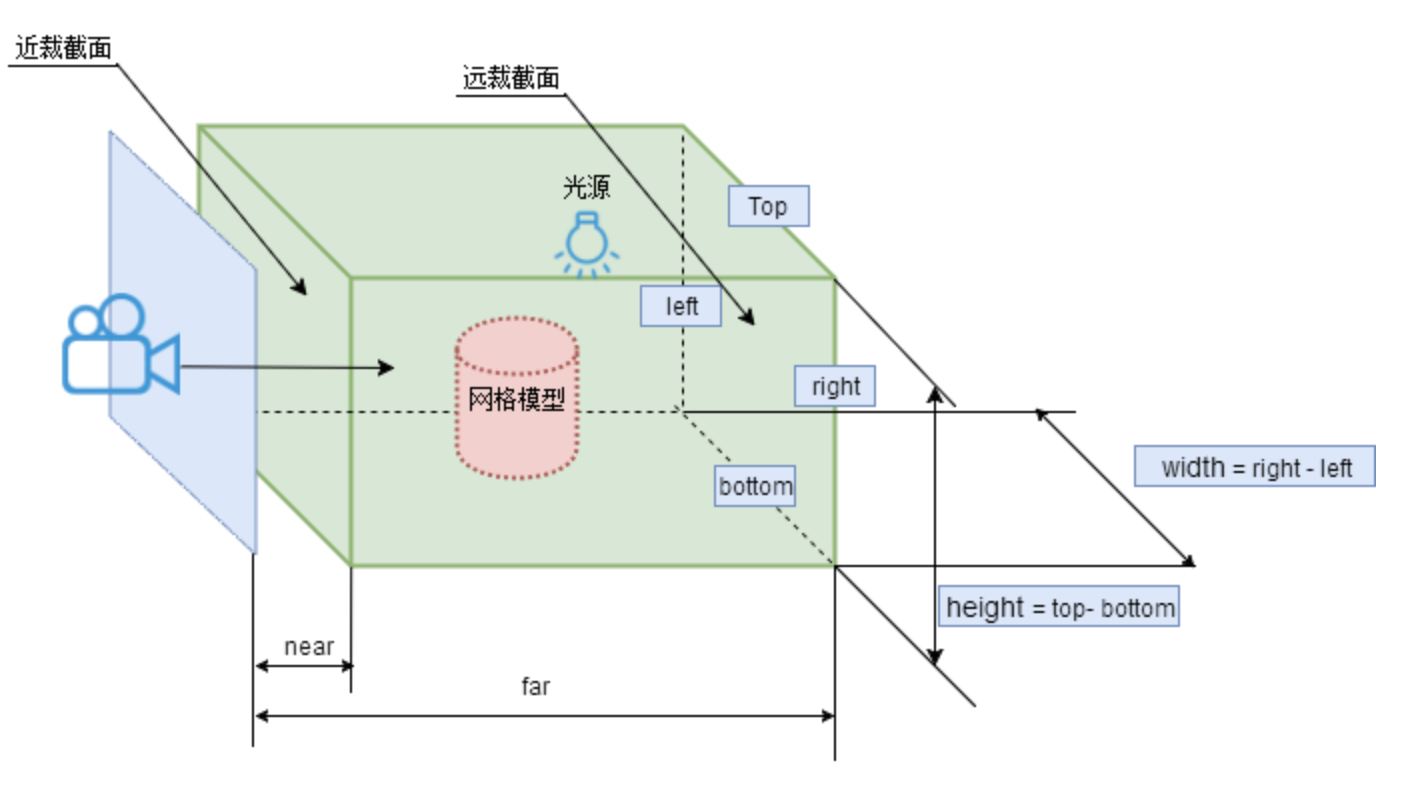 近裁截面
远裁截面
光源
Top
left
right
网格模型
width = right - left
bottom
height = top- bottom
near
far